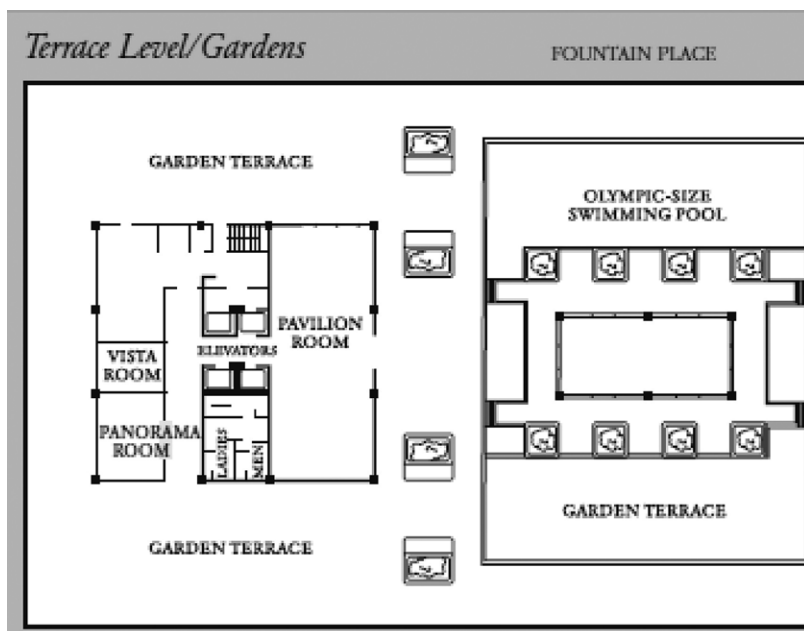 Terrace Level/Gardens
FOUNTAIN PLACE
GARDEN TERRACE
OLYMPIC-SIZE
SWIMMING POOL
PAVILION
ROOM
ELEVATORS
VISTA
ROOM
PANORAMA
ROOM
LADIES
MEN
GARDEN TERRACE
GARDEN TERRACE